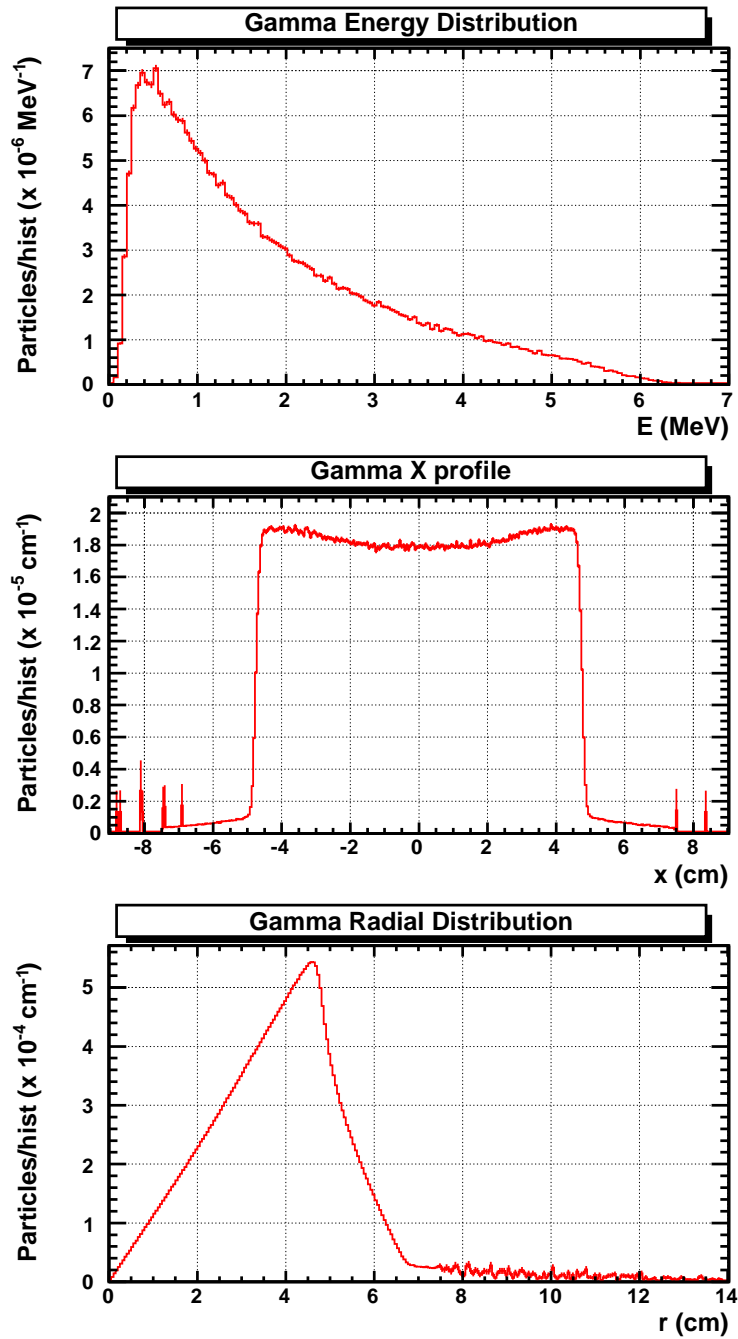 Gamma Energy Distribution
Particles/hist (x 10⁻⁶ MeV⁻¹)
7
6
5
4
3
2
1
0
0 1 2 3 4 5 6 7
E (MeV)
Gamma X profile
Particles/hist (x 10⁻⁵ cm⁻¹)
2
1.8
1.6
1.4
1.2
1
0.8
0.6
0.4
0.2
0
-8 -6 -4 -2 0 2 4 6 8
x (cm)
Gamma Radial Distribution
Particles/hist (x 10⁻⁴ cm⁻¹)
5
4
3
2
1
0
0 2 4 6 8 10 12 14
r (cm)